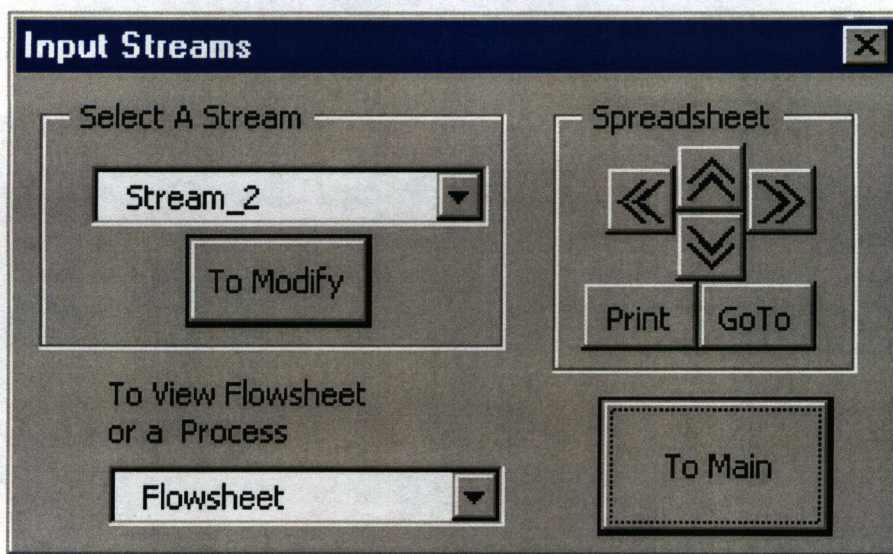 Input Streams
Select A Stream
Stream_2
To Modify
Spreadsheet
Print
GoTo
To View Flowsheet
or a Process
Flowsheet
To Main